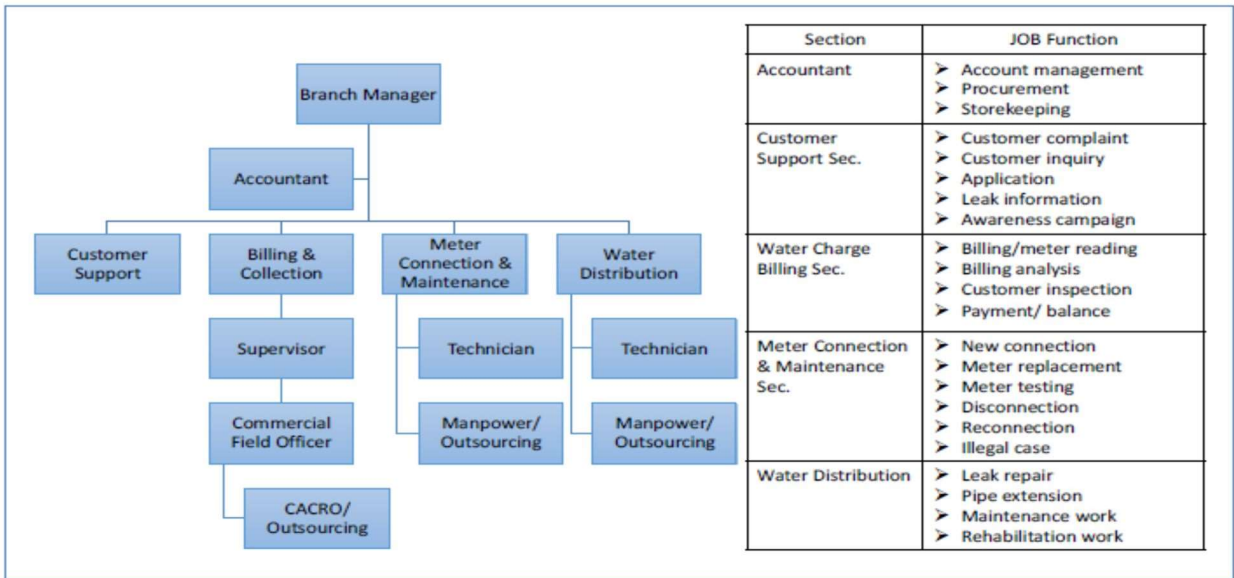 Branch Manager
Accountant
Customer
Support
Billing &
Collection
Meter
Connection &
Maintenance
Water
Distribution
Supervisor
Technician
Technician
Commercial
Field Officer
Manpower/
Outsourcing
Manpower/
Outsourcing
CACRO/
Outsourcing
Section JOB Function
Accountant ➤ Account management
➤ Procurement
➤ Storekeeping
Customer ➤ Customer complaint
Support Sec. ➤ Customer inquiry
➤ Application
➤ Leak information
➤ Awareness campaign
Water Charge ➤ Billing/meter reading
Billing Sec. ➤ Billing analysis
➤ Customer inspection
➤ Payment/ balance
Meter Connection ➤ New connection
& Maintenance ➤ Meter replacement
Sec. ➤ Meter testing
➤ Disconnection
➤ Reconnection
➤ Illegal case
Water Distribution ➤ Leak repair
➤ Pipe extension
➤ Maintenance work
➤ Rehabilitation work